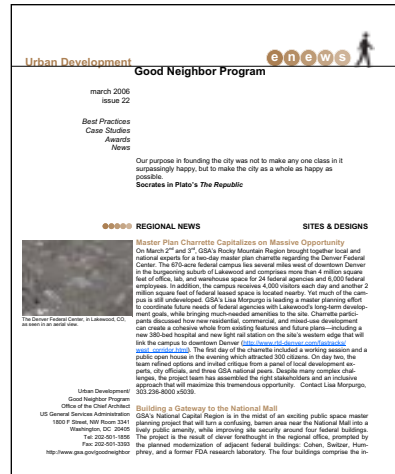 Urban Development
enews
Good Neighbor Program
march 2006
issue 22
Best Practices
Case Studies
Awards
News
Our purpose in founding the city was not to make any one class in it
surpassingly happy, but to make the city as a whole as happy as
possible.
Socrates in Plato's The Republic
REGIONAL NEWS
SITES & DESIGNS
The Denver Federal Center, in Lakewood, CO,
as seen in an aerial view.
Master Plan Charrette Capitalizes on Massive Opportunity
On March 2nd and 3rd, GSA's Rocky Mountain Region brought together local and
national experts for a two-day master plan charrette regarding the Denver Federal
Center. The 670-acre federal campus lies several miles west of downtown Denver
in the burgeoning suburb of Lakewood and comprises more than 4 million square
feet of office, lab, and warehouse space for 24 federal agencies and 6,000 federal
employees. In addition, the campus receives 4,000 visitors each day and another 2
million square feet of federal leased space is located nearby. Yet much of the cam-
pus is still undeveloped. GSA's Lisa Morpurgo is leading a master planning effort
to coordinate future needs of federal agencies with Lakewood's long-term develop-
ment goals, while bringing much-needed amenities to the site. Charrette partici-
pants discussed how new residential, commercial, and mixed-use development
can create a cohesive whole from existing features and future plans—including a
new 380-bed hospital and new light rail station on the site's western edge that will
link the campus to downtown Denver (http://www.rtd-denver.com/fastracks/
west_corridor.html). The first day of the charrette included a working session and a
public open house in the evening which attracted 300 citizens. On day two, the
team refined options and invited critique from a panel of local development ex-
perts, city officials, and three GSA national peers. Despite many complex chal-
lenges, the project team has assembled the right stakeholders and an inclusive
approach that will maximize this tremendous opportunity. Contact Lisa Morpurgo,
303.236-8000 x5039.
Urban Development/
Good Neighbor Program
Office of the Chief Architect
US General Services Administration
1800 F Street, NW Room 3341
Washington, DC 20405
Tel: 202-501-1856
Fax: 202-501-3393
http://www.gsa.gov/goodneighbor
Building a Gateway to the National Mall
GSA's National Capital Region is in the midst of an exciting public space master
planning project that will turn a confusing, barren area near the National Mall into a
lively public amenity, while improving site security around four federal buildings.
The project is the result of clever forethought in the regional office, prompted by
the planned modernization of adjacent federal buildings: Cohen, Switzer, Hum-
phrey, and a former FDA research laboratory. The four buildings comprise the in-